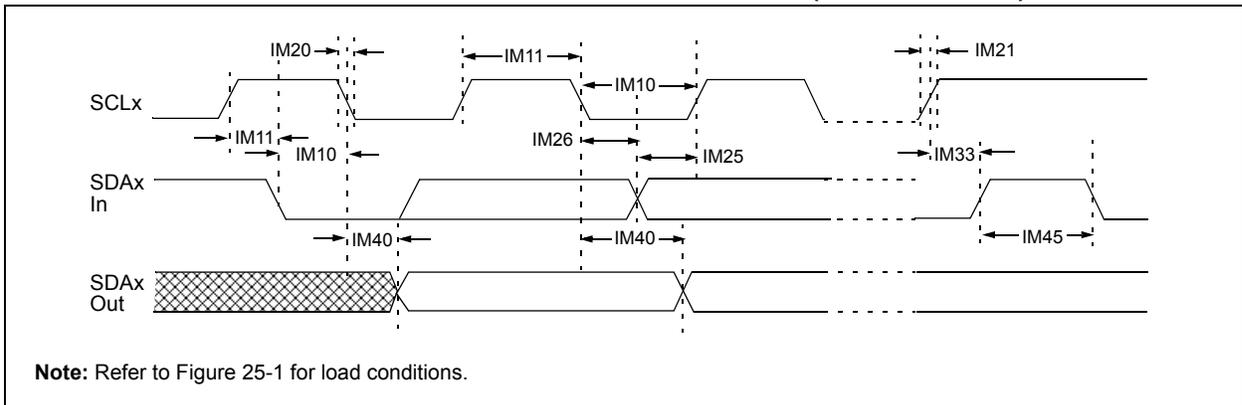 IM20
IM11
IM10
IM21
SCLx
IM11
IM10
IM26
IM25
IM33
SDAx
In
IM40
IM40
IM45
SDAx
Out
Note: Refer to Figure 25-1 for load conditions.